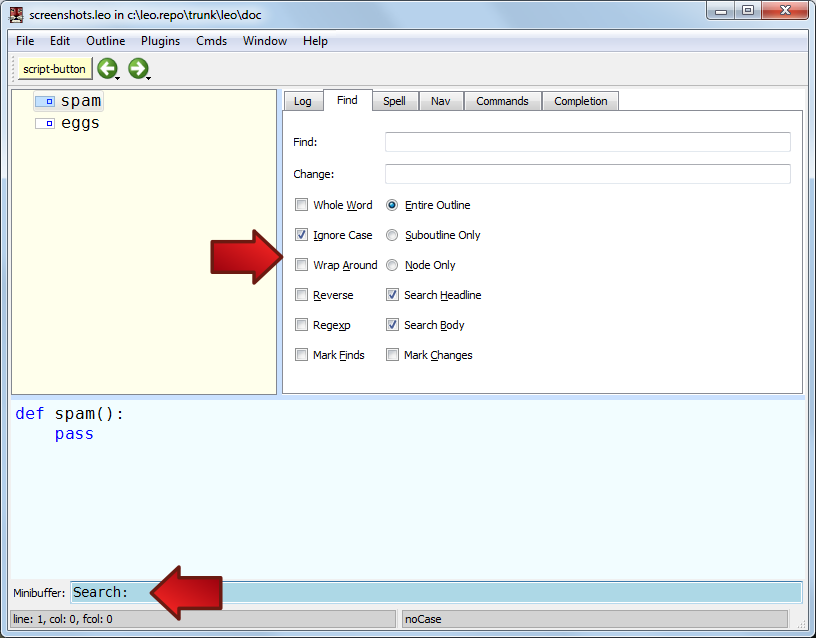 screenshots.leo in c:\leo.repo\trunk\leo\doc
File Edit Outline Plugins Cmds Window Help
script-button
spam
eggs
Log Find Spell Nav Commands Completion
Find:
Change:
Whole Word Entire Outline
Ignore Case Suboutline Only
Wrap Around Node Only
Reverse Search Headline
Regexp Search Body
Mark Finds Mark Changes
def spam():
    pass
Minibuffer: Search:
line: 1, col: 0, fcol: 0 noCase